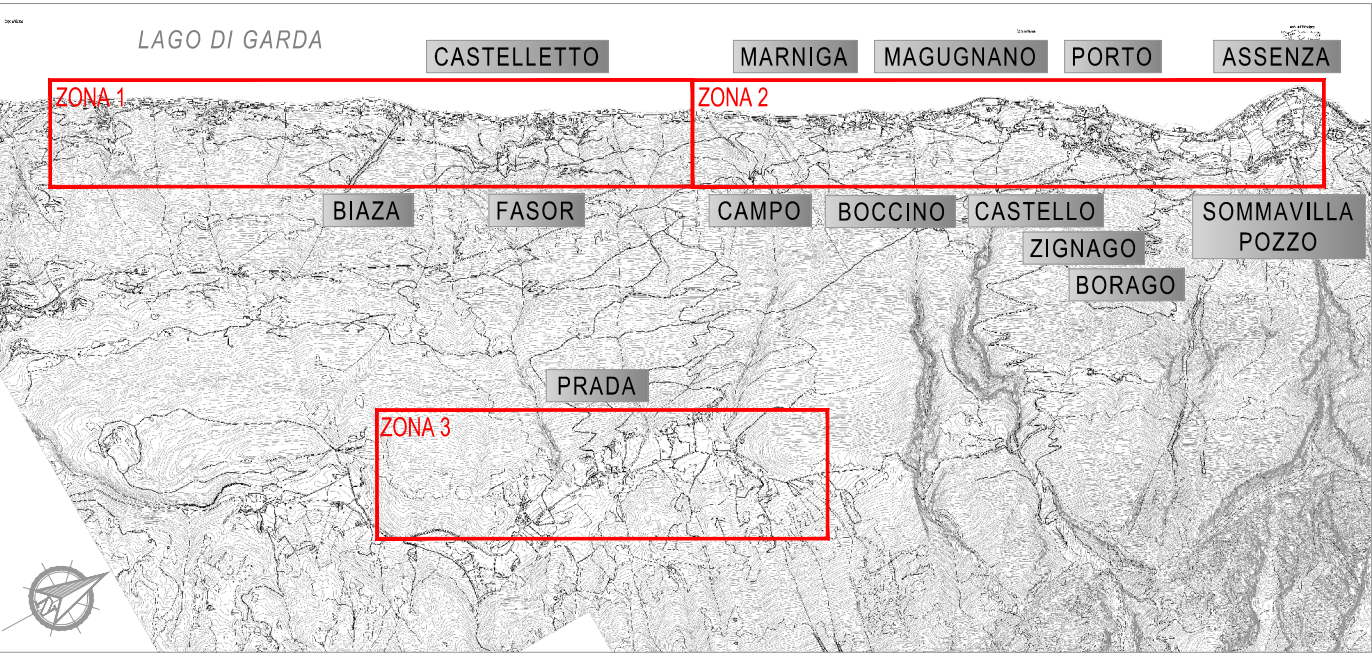 LAGO DI GARDA
CASTELLETTO
MARNIGA
MAGUGNANO
PORTO
ASSENZA
ZONA 1
ZONA 2
BIAZA
FASOR
CAMPO
BOCCINO
CASTELLO
SOMMAVILLA
POZZO
ZIGNAGO
BORAGO
PRADA
ZONA 3